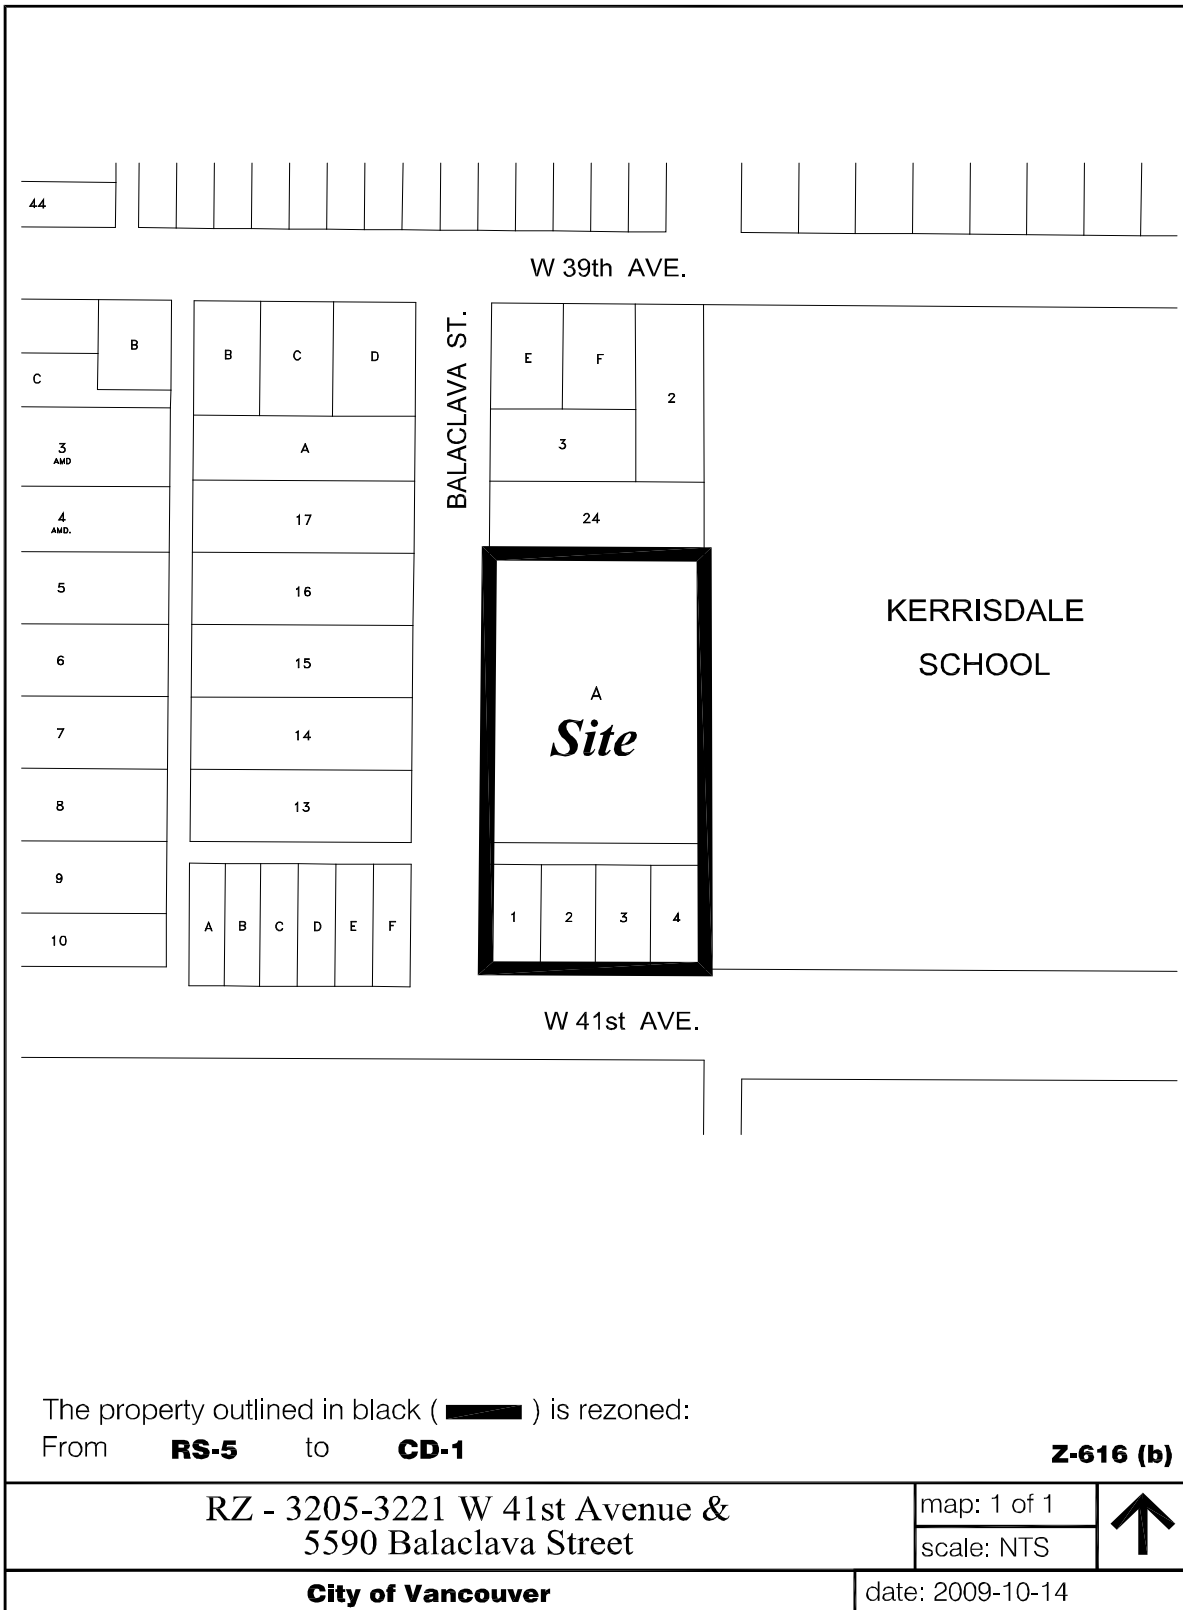 44
W 39th AVE.
BALACLAVA ST.
B
C
3
AMD
4
AMD.
5
6
7
8
9
10
B C D
A
17
16
15
14
13
A B C D E F
E F
2
3
24
A
Site
1 2 3 4
KERRISDALE
SCHOOL
W 41st AVE.
The property outlined in black ( ) is rezoned:
From RS-5 to CD-1
Z-616 (b)
RZ - 3205-3221 W 41st Avenue &
5590 Balaclava Street
map: 1 of 1
scale: NTS
City of Vancouver
date: 2009-10-14